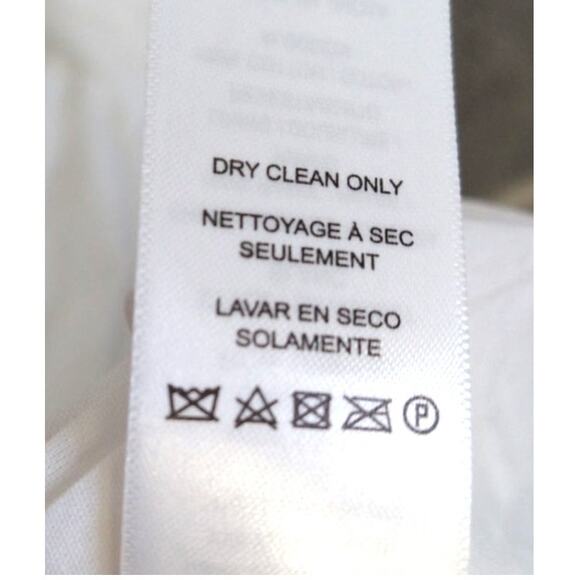 DRY CLEAN ONLY
NETTOYAGE À SEC
SEULEMENT
LAVAR EN SECO
SOLAMENTE
P